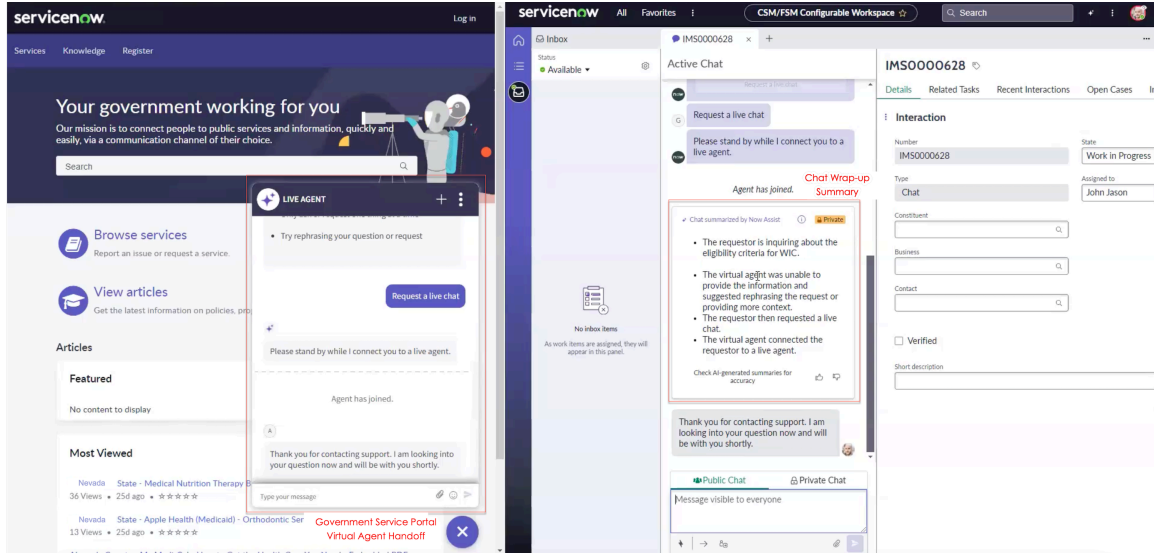 servicenow
Log in
Services Knowledge Register
Your government working for you
Our mission is to connect people to public services and information, quickly and
easily, via a communication channel of their choice.
Search
Browse services
Report an issue or request a service
View articles
Get the latest information on policies,
Articles
Featured
No content to display
Most Viewed
Nevada State - Medical Nutrition Therapy
36 Views • 25d ago •
Nevada State - Apple Health (Medicaid) - Orthodontic Ser
13 Views • 25d ago •
LIVE AGENT
• Try rephrasing your question or request
Request a live chat
Please stand by while I connect you to a live agent.
Agent has joined.
A
Thank you for contacting support. I am looking into
your question now and will be with you shortly.
Type your message
Government Service Portal
Virtual Agent Handoff
servicenow All Favorites
CSM/FSM Configurable Workspace
Search
Inbox
Status
Available
No inbox items
As work items are assigned, they will
appear in this panel.
IMS0000628 × +
Active Chat
now
Request a live chat
G
Request a live chat
Please stand by while I connect you to a
live agent.
now
Agent has joined.
Chat Wrap-up
Summary
Chat summarized by Now Assist
Private
• The requestor is inquiring about the
eligibility criteria for WIC.
• The virtual agent was unable to
provide the information and
suggested rephrasing the request or
providing more context.
• The requestor then requested a live
chat.
• The virtual agent connected the
requestor to a live agent.
Check AI-generated summaries for
accuracy
Thank you for contacting support. I am
looking into your question now and will
be with you shortly.
Public Chat
Private Chat
Message visible to everyone
IMS0000628
Details Related Tasks Recent Interactions Open Cases
Interaction
Number
IMS0000628
State
Work in Progress
Type
Chat
Assigned to
John Jason
Constituent
Business
Contact
Verified
Short description